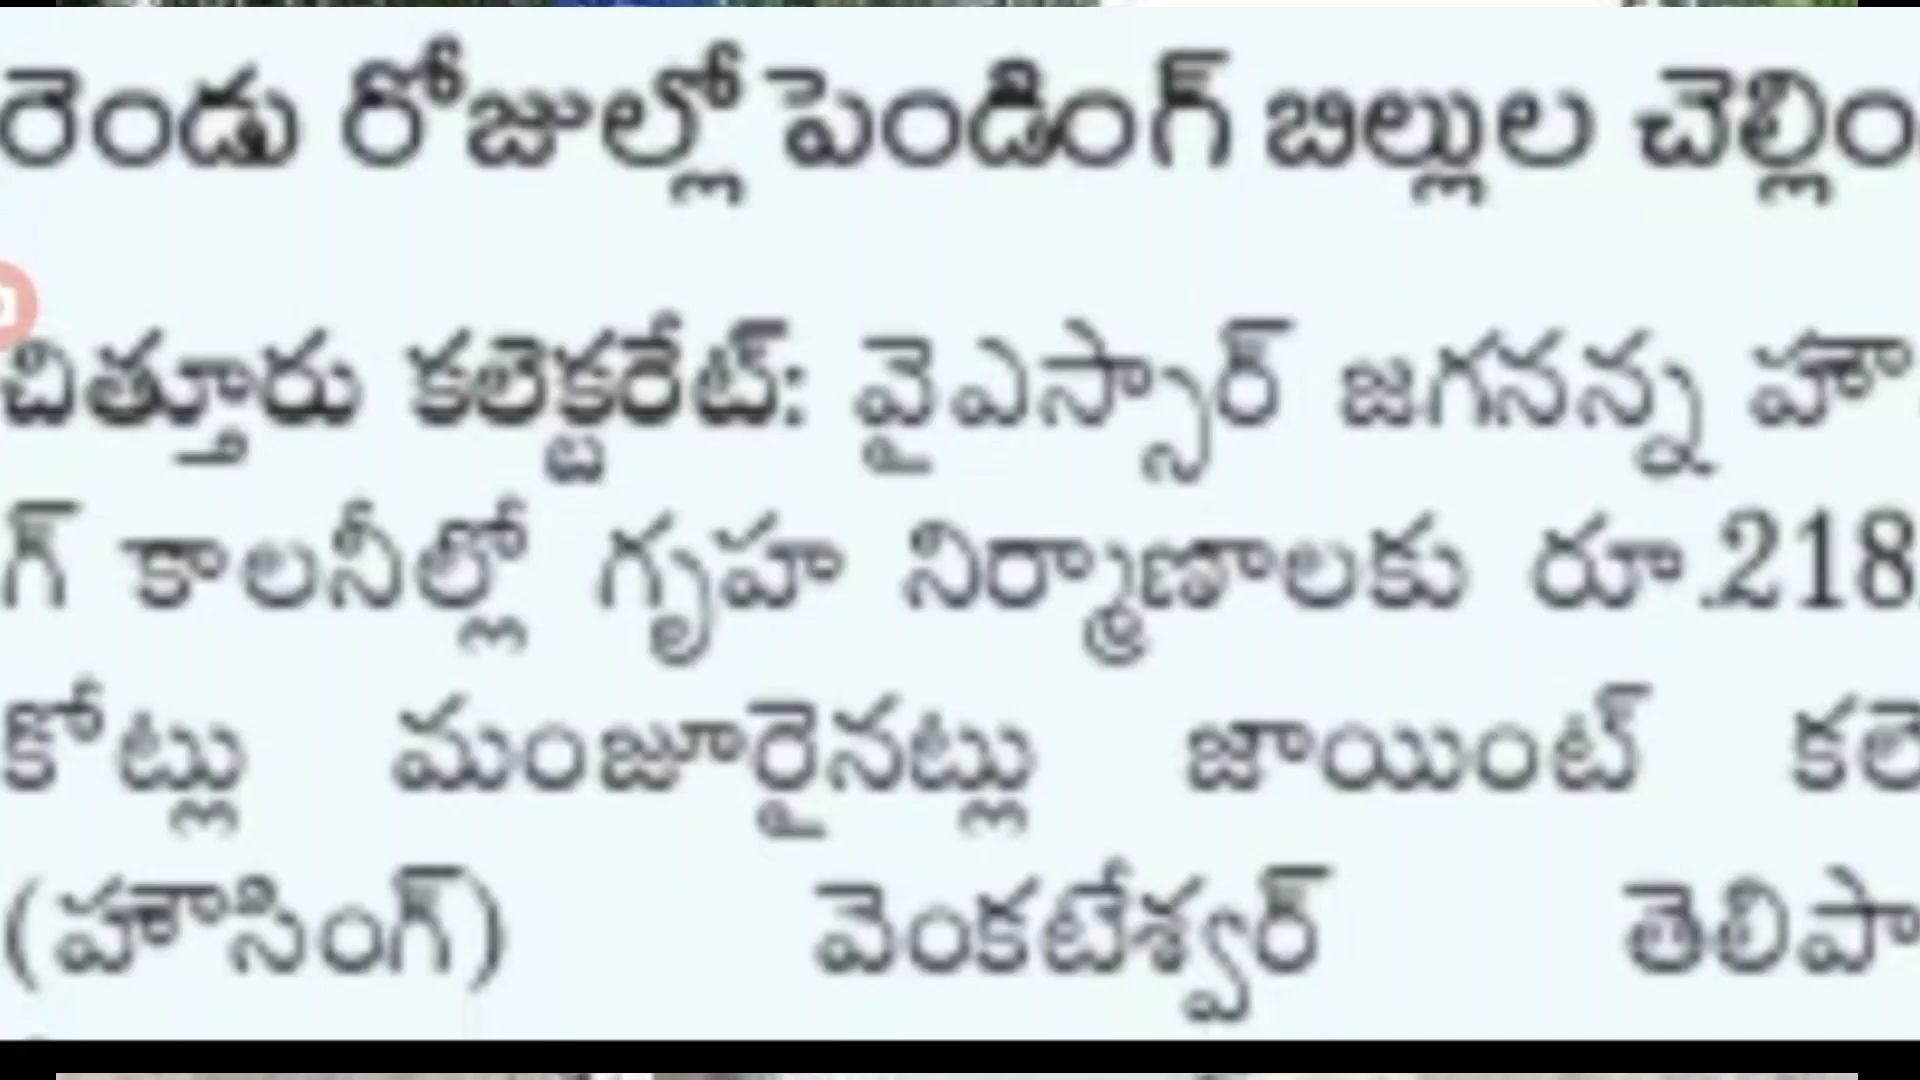 రెండు రోజుల్లో పెండింగ్ బిల్లుల చెల్లిం
చిత్తూరు కలెక్టరేట్: వైఎస్సార్ జగనన్న హౌ
గ్ కాలనీల్లో గృహ నిర్మాణాలకు రూ.218.
కోట్లు మంజూరైనట్లు జాయింట్ కలె
(హౌసింగ్) వెంకటేశ్వర్ తెలిపా